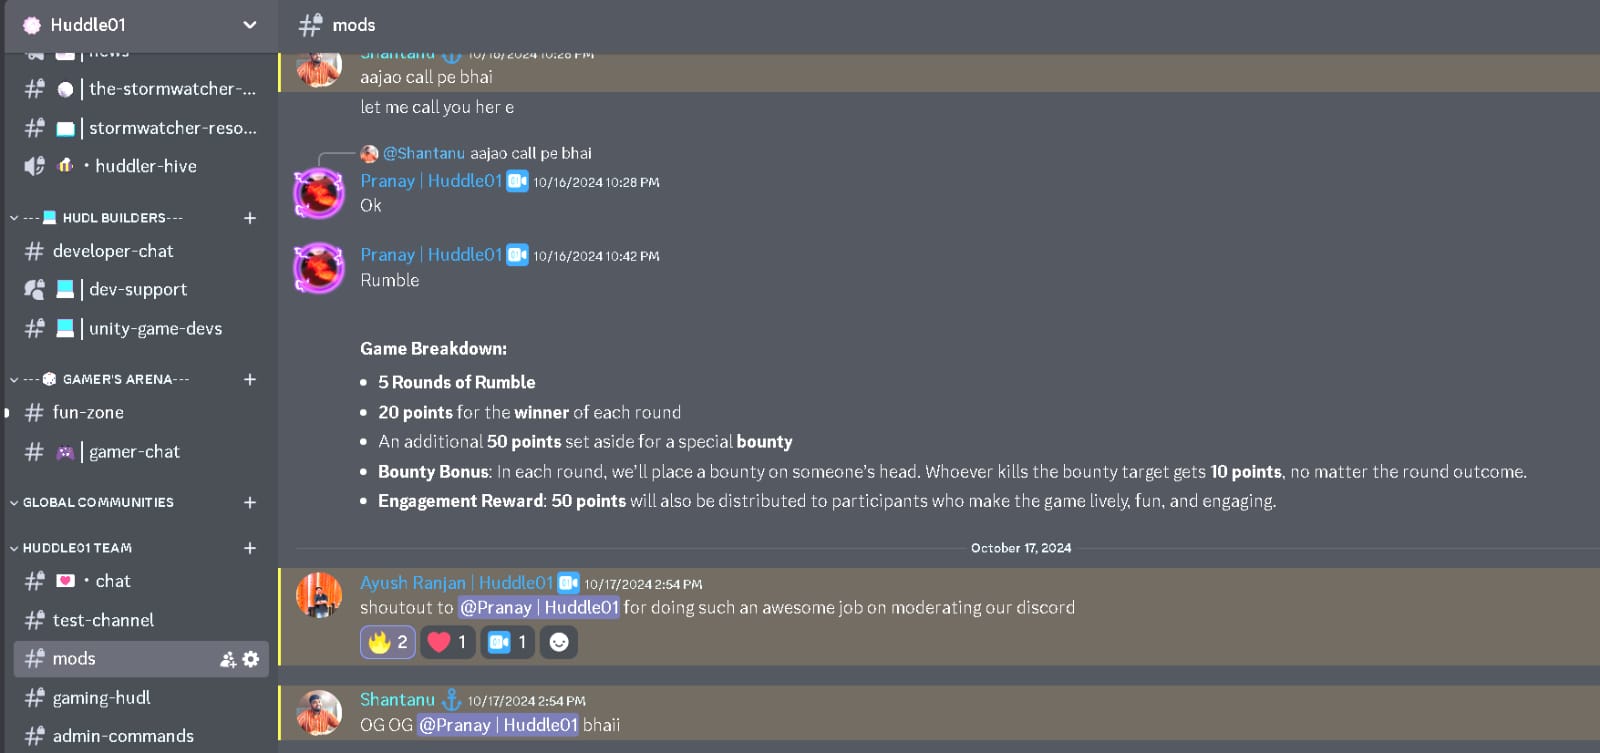 Huddle01
news
the-stormwatcher-...
stormwatcher-reso...
huddler-hive
--- HUDL BUILDERS---
developer-chat
dev-support
unity-game-devs
--- GAMER'S ARENA---
fun-zone
gamer-chat
GLOBAL COMMUNITIES
HUDDLE01 TEAM
chat
test-channel
mods
gaming-hudl
admin-commands
mods
Shantanu 10/16/2024 10:28 PM
aajao call pe bhai
let me call you her e
@Shantanu aajao call pe bhai
Pranay | Huddle01 10/16/2024 10:28 PM
Ok
Pranay | Huddle01 10/16/2024 10:42 PM
Rumble
Game Breakdown:
• 5 Rounds of Rumble
• 20 points for the winner of each round
• An additional 50 points set aside for a special bounty
• Bounty Bonus: In each round, we'll place a bounty on someone's head. Whoever kills the bounty target gets 10 points, no matter the round outcome.
• Engagement Reward: 50 points will also be distributed to participants who make the game lively, fun, and engaging.
October 17, 2024
Ayush Ranjan | Huddle01 10/17/2024 2:54 PM
shoutout to @Pranay | Huddle01 for doing such an awesome job on moderating our discord
2 1 1
Shantanu 10/17/2024 2:54 PM
OG OG @Pranay | Huddle01 bhaii